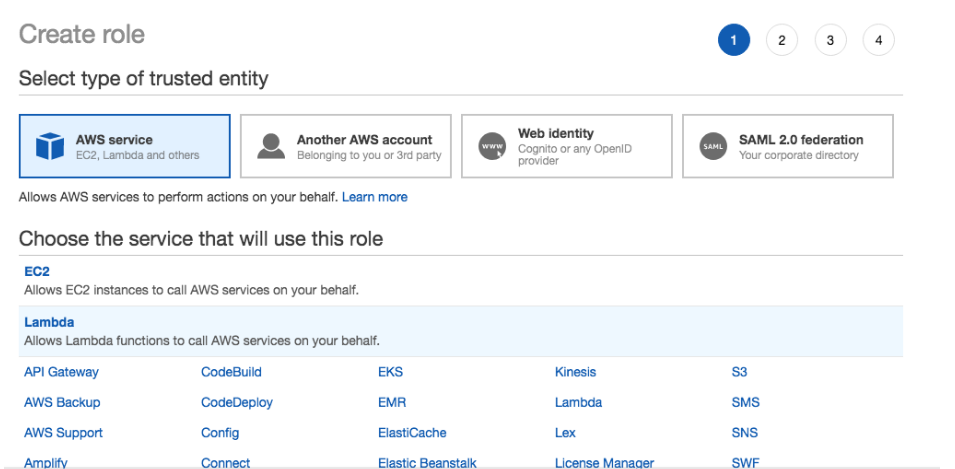 Create role
1 2 3 4
Select type of trusted entity
AWS service
EC2, Lambda and others
Another AWS account
Belonging to you or 3rd party
www
Web identity
Cognito or any OpenID
provider
SAML
SAML 2.0 federation
Your corporate directory
Allows AWS services to perform actions on your behalf. Learn more
Choose the service that will use this role
EC2
Allows EC2 instances to call AWS services on your behalf.
Lambda
Allows Lambda functions to call AWS services on your behalf.
API Gateway CodeBuild EKS Kinesis S3
AWS Backup CodeDeploy EMR Lambda SMS
AWS Support Config ElastiCache Lex SNS
Amplify Connect Elastic Beanstalk License Manager SWF